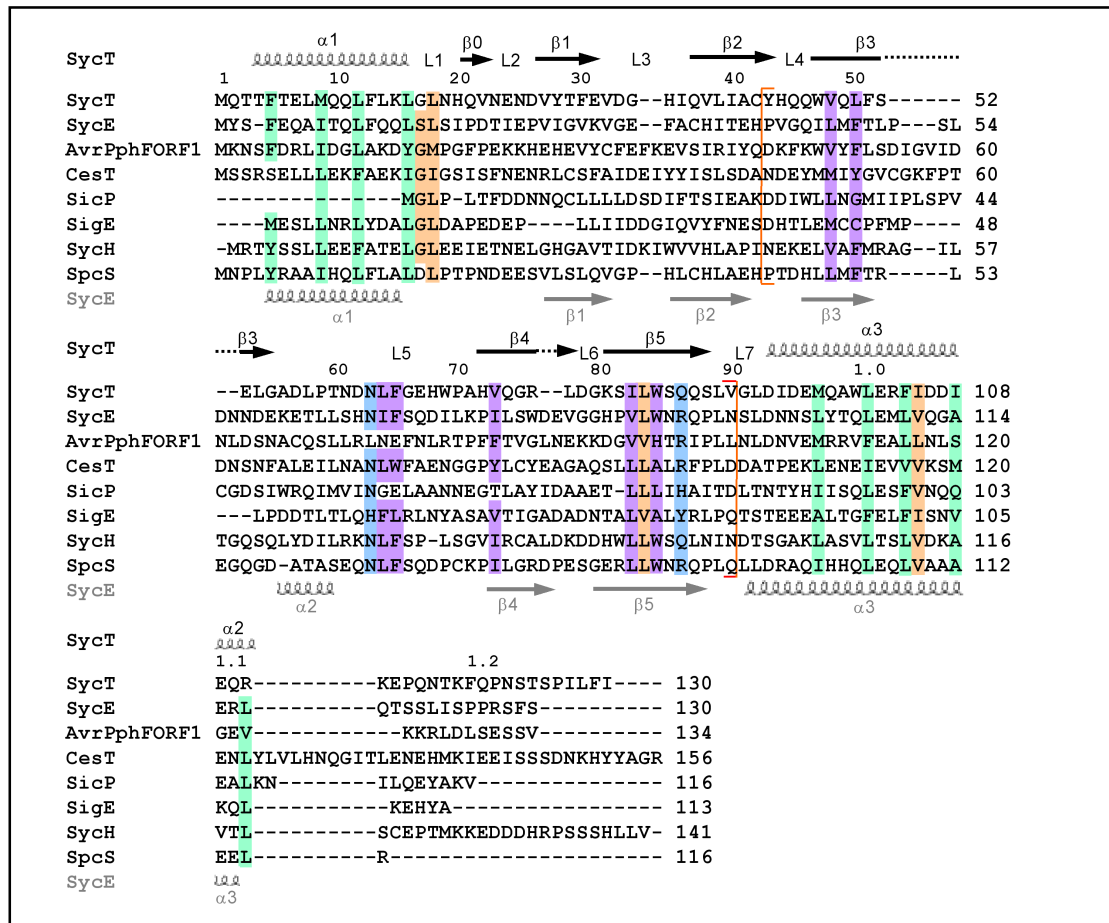 SycT α1 L1 β0 L2 β1 L3 β2 L4 β3
1 10 20 30 40 50
SycT MQTTFTELMQQLFLKLGLNHQVNENDVYTFEVDG--HIQVLIACYHQQWVQLFS------ 52
SycE MYS-FEQAITQLFQQLSLSIPDTIEPVIGVKVGE--FACHITEHPVGQILMFTLP---SL 54
AvrPphFORF1 MKNSFDRLIDGLAKDYGMPGFPEKKHEHEVYCFEFKEVSIRIYQDKFKWVYFLSDIGVID 60
CesT MSSRSELLLEKFAEKIGIGSISFNENRLCSFAIDEIYYISLSDANDEYMMIYGVCGKFPT 60
SicP ----------------MGLP-LTFDDNNQCLLLLDSDIFTSIEAKDDIWLLNGMIIPLSPV 44
SigE ----MESLLNRLYDALGLDAPEDEP----LLIIDDGIQVYFNESDHTLEMCCPFMP---- 48
SycH -MRTYSSLLEEFATELGLEEIETNELGHGAVTIDKIWVVHLAPINEKELVAFMRAG--IL 57
SpcS MNPLYRAAIHQLFLALDLPTPNDEESVLSLQVGP--HLCHLAEHPTDHLLMFTR-----L 53
SycE α1 β1 β2 β3
SycT β3 L5 β4 L6 β5 L7 α3
60 70 80 90 1.0
SycT --ELGADLPTNDNLFGEHWPAHVQGR--LDGKSILWSQQSLVGLDIDEMQAWLERFIDDI 108
SycE DNNDEKETLLSHNIFSQDILKPILSWDEVGGHPVLWNRQPLNSLDNNSLYTQLEMLVQGA 114
AvrPphFORF1 NLDSNACQSLLRLNEFNLRTPFFTVGLNEKKDGVVHTRIPLLNLDNVEMRRVFEALLNLS 120
CesT DNSNFALEILNANLWFAENGGPYLCYEAGAQSLLLALRFPLDDATPEKLENEIEVVVKSM 120
SicP CGDSIWRQIMVINGELAANNEGTLAYIDAAET-LLLIHAITDLTNTYHIISQLESFVNQQ 103
SigE ---LPDDTLTLQHFLRLNYASAVTIGADADNTALVALYRLPQTSTEEEALTGFELFISNV 105
SycH TGQSQLYDILRKNLFSP-LSGVIRCALDKDDHWLLWSQLNINDTSGAKLASVLTSLVDKA 116
SpcS EGQGD-ATASEQNLFSQDPCKPILGRDPESGERLLWNRQPLQLLDRAQIHHQLEQLVAAA 112
SycE α2 β4 β5 α3
SycT α2
1.1 1.2
SycT EQR----------KEPQNTKFQPNSTSPILFI---- 130
SycE ERL----------QTSSLISPPRSFS---------- 130
AvrPphFORF1 GEV------------KKRLDLSESSV---------- 134
CesT ENLYLVLHNQGITLENEHMKIEEISSSDNKHYYAGR 156
SicP EALKN--------ILQEYAKV--------------- 116
SigE KQL-----------KEHYA----------------- 113
SycH VTL----------SCEPTMKKEDDDHRPSSSHLLV- 141
SpcS EEL----------R---------------------- 116
SycE α3